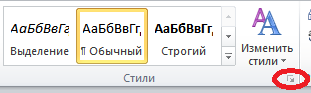 АаБбВвГг АаБбВвГг, АаБбВвГг,
Выделение ¶ Обычный Строгий
Изменить
стили
Стили